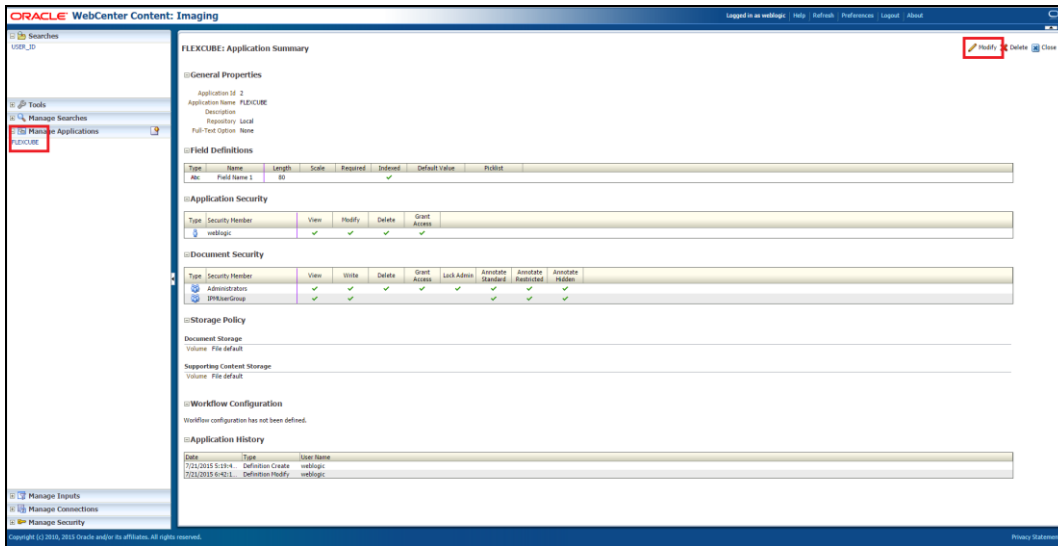 ORACLE WebCenter Content: Imaging
Logged in as weblogic | Help | Refresh | Preferences | Logout | About
Searches
USER_ID
Tools
Manage Searches
Manage Applications
FLEXCUBE
FLEXCUBE: Application Summary
Modify Delete Close
General Properties
Application Id 2
Application Name FLEXCUBE
Description
Repository Local
Full-Text Option None
Field Definitions
Type Name Length Scale Required Indexed Default Value Picklist
Abc Field Name 1 80
Application Security
Type Security Member View Modify Delete Grant Access
weblogic
Document Security
Type Security Member View Write Delete Grant Access Lock Admin Annotate Standard Annotate Restricted Annotate Hidden
Administrators
IPMUserGroup
Storage Policy
Document Storage
Volume File default
Supporting Content Storage
Volume File default
Workflow Configuration
Workflow configuration has not been defined.
Application History
Date Type User Name
7/21/2015 5:19:4... Definition Create weblogic
7/21/2015 6:42:1... Definition Modify weblogic
Manage Inputs
Manage Connections
Manage Security
Copyright (c) 2010, 2015 Oracle and/or its affiliates. All rights reserved.
Privacy Statement